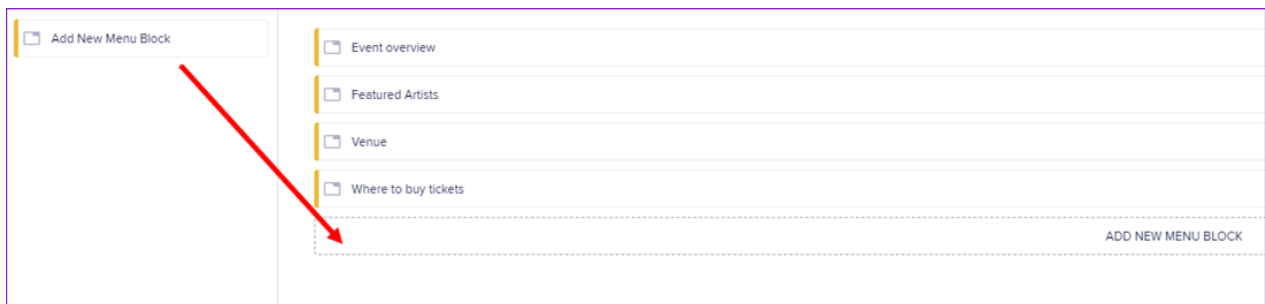 Add New Menu Block
Event overview
Featured Artists
Venue
Where to buy tickets
ADD NEW MENU BLOCK